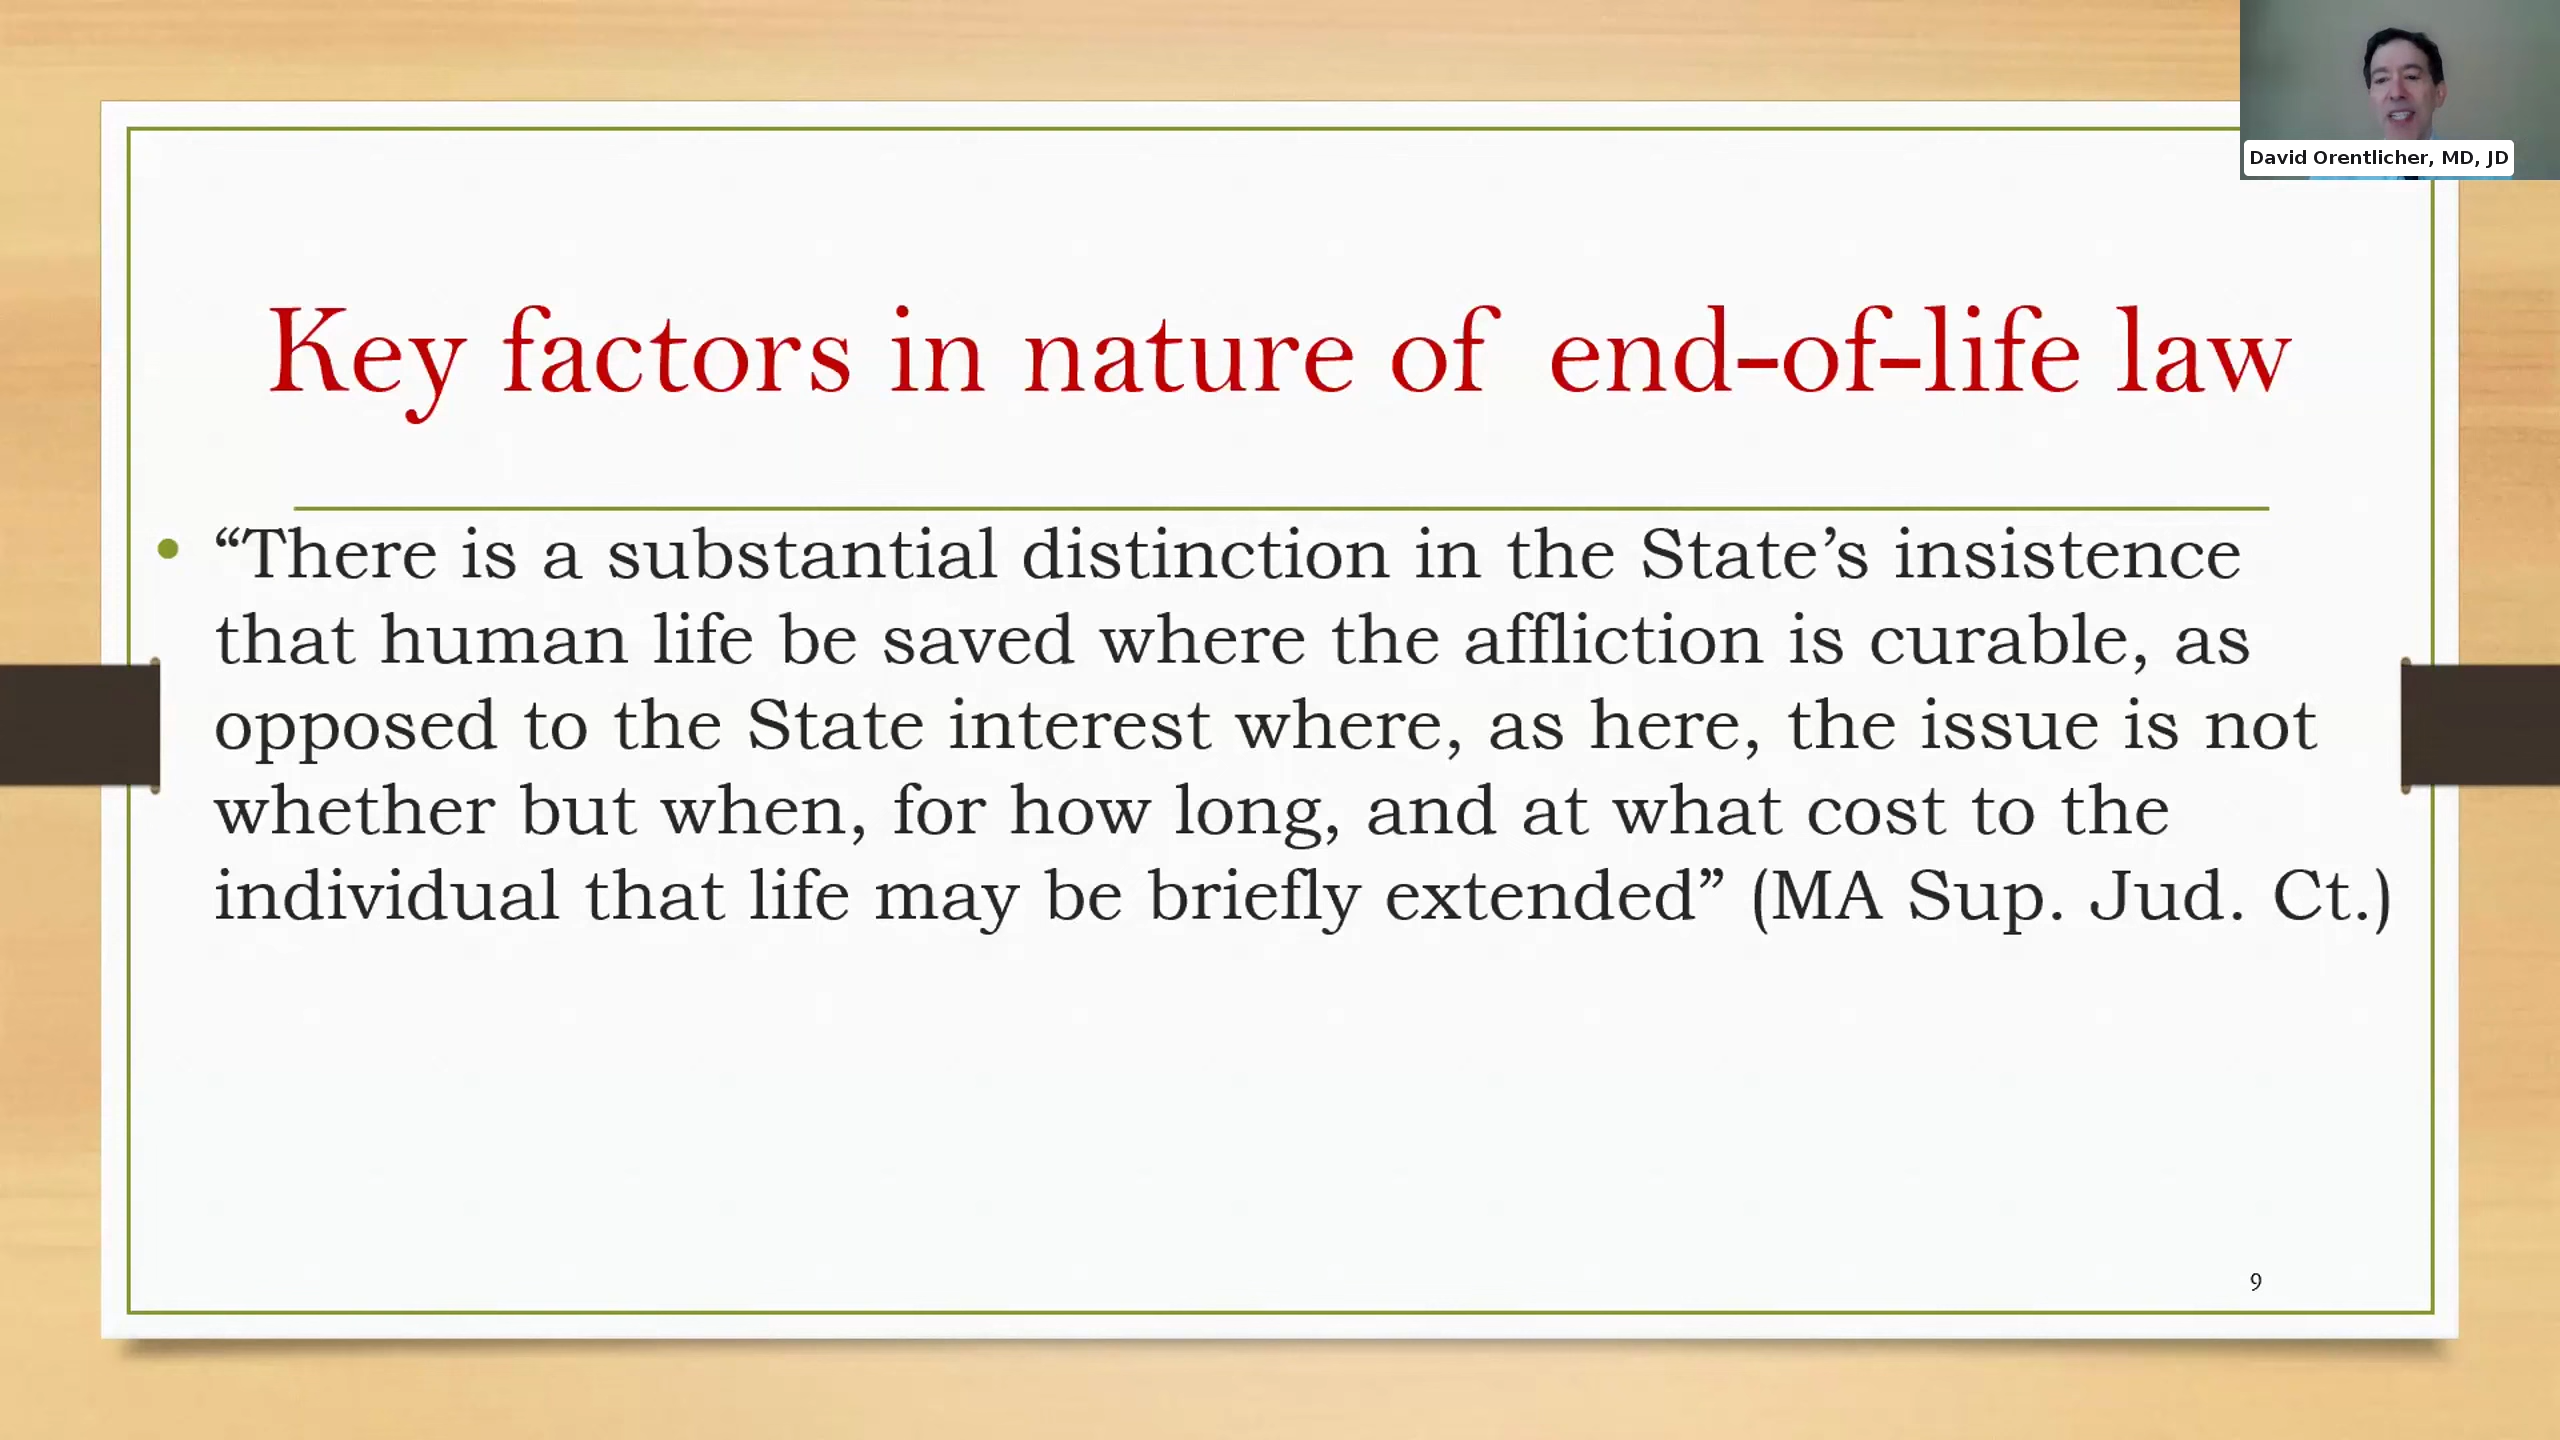 David Orentlicher, MD, JD
Key factors in nature of  end-of-life law
• “There is a substantial distinction in the State’s insistence
that human life be saved where the affliction is curable, as
opposed to the State interest where, as here, the issue is not
whether but when, for how long, and at what cost to the
individual that life may be briefly extended” (MA Sup. Jud. Ct.)
9